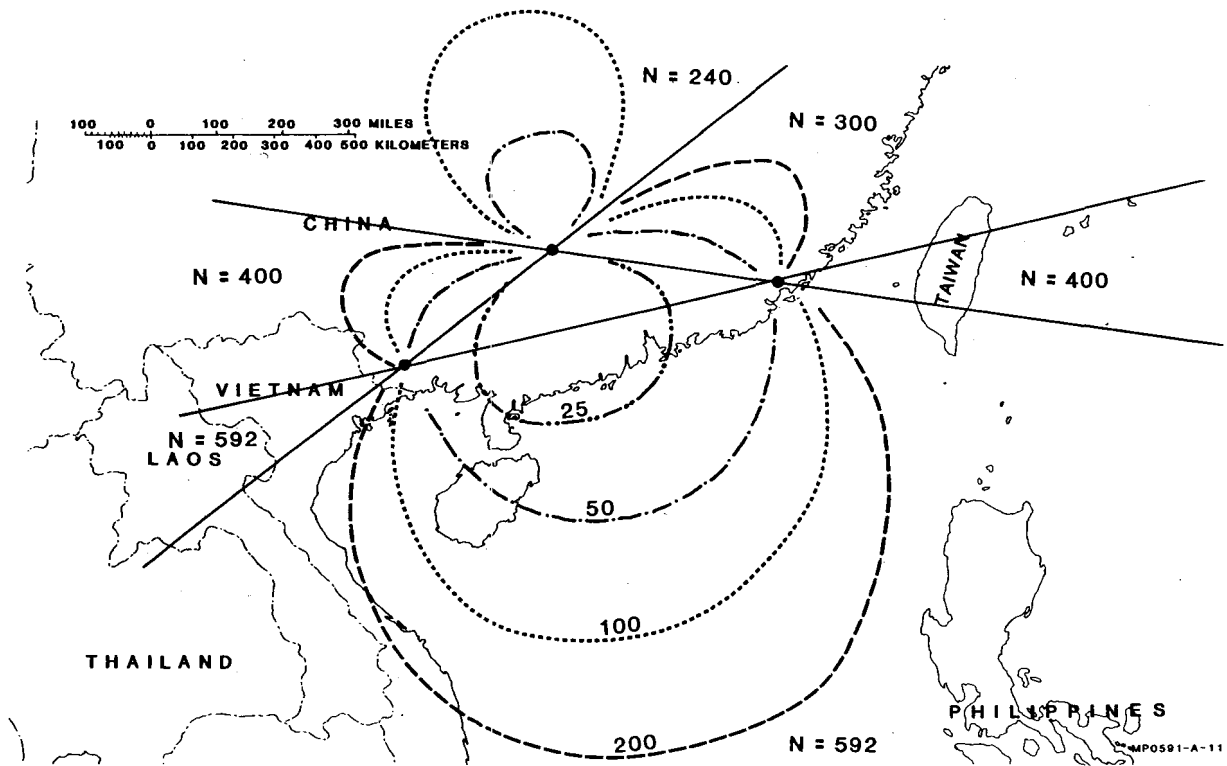 N = 240
100 0 100 200 300 MILES
100 0 100 200 300 400 500 KILOMETERS
N = 300
CHINA
TAIWAN
N = 400
N = 400
VIETNAM
25
N = 592
LAOS
50
100
THAILAND
PHILIPPINES
200
N = 592
MP0591-A-11